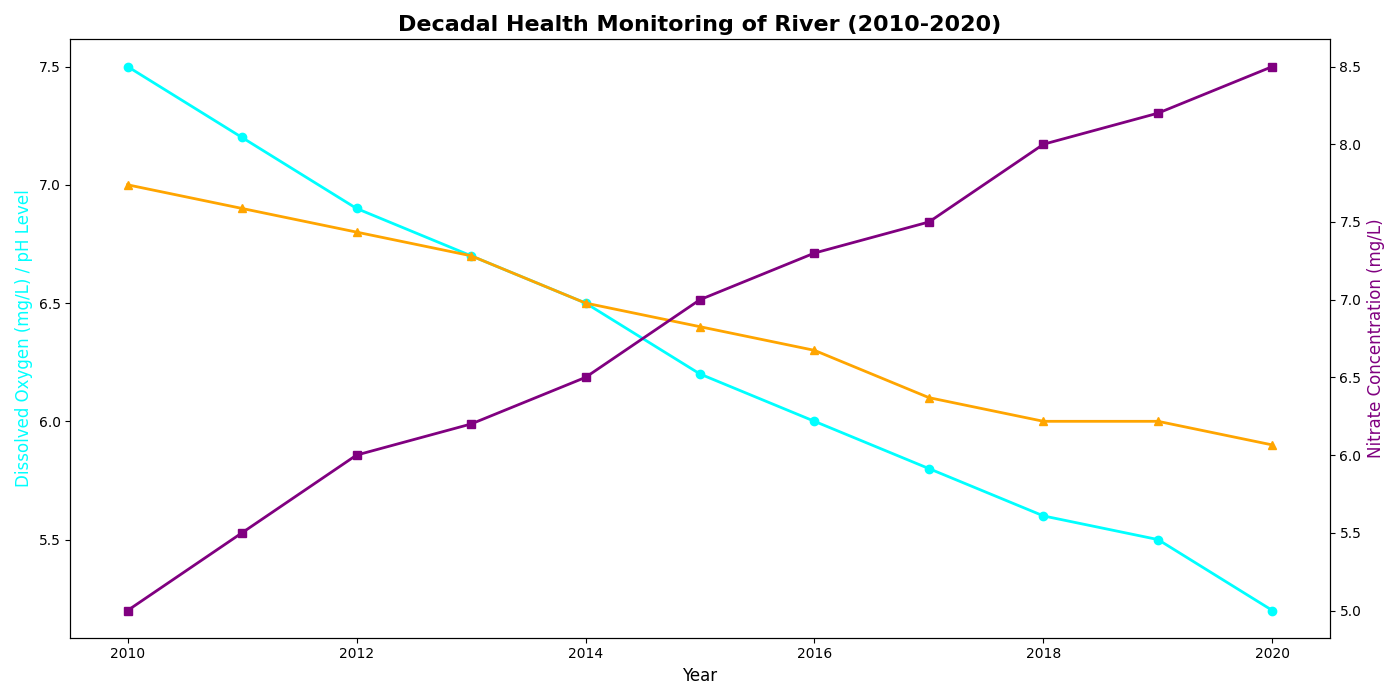 Decadal Health Monitoring of River (2010-2020)
Dissolved Oxygen (mg/L) / pH Level
7.5
7.0
6.5
6.0
5.5
8.5
8.0
7.5
7.0
6.5
6.0
5.5
5.0
Nitrate Concentration (mg/L)
2010 2012 2014 2016 2018 2020
Year